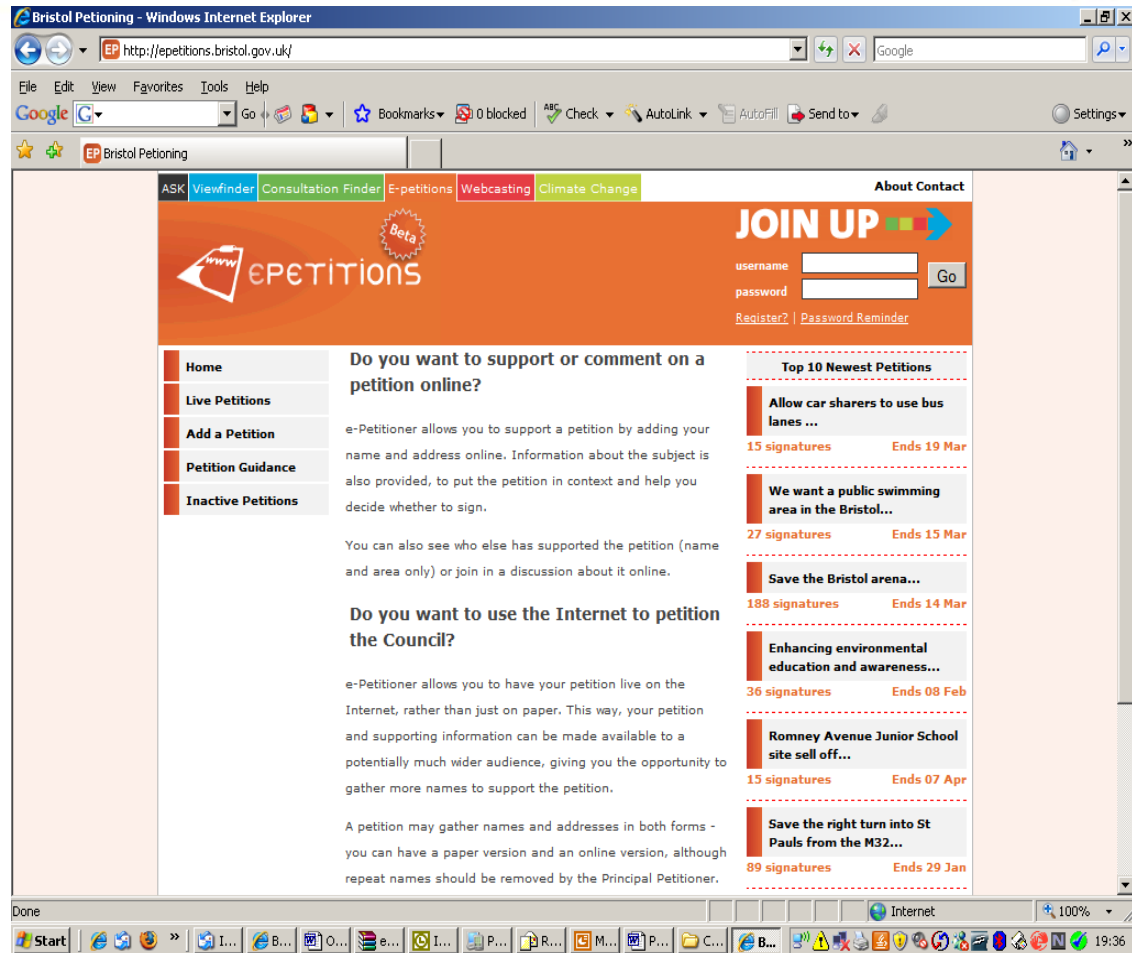 Bristol Petioning - Windows Internet Explorer
EP http://epetitions.bristol.gov.uk/
Google
File Edit View Favorites Tools Help
Google G Go Bookmarks 0 blocked ABC Check AutoLink AutoFill Send to Settings
EP Bristol Petioning
ASK Viewfinder Consultation Finder E-petitions Webcasting Climate Change
About Contact
Beta
www
EPETITIONS
JOIN UP
username
password
Go
Register? | Password Reminder
Home
Live Petitions
Add a Petition
Petition Guidance
Inactive Petitions
Do you want to support or comment on a
petition online?
e-Petitioner allows you to support a petition by adding your
name and address online. Information about the subject is
also provided, to put the petition in context and help you
decide whether to sign.
You can also see who else has supported the petition (name
and area only) or join in a discussion about it online.
Do you want to use the Internet to petition
the Council?
e-Petitioner allows you to have your petition live on the
Internet, rather than just on paper. This way, your petition
and supporting information can be made available to a
potentially much wider audience, giving you the opportunity to
gather more names to support the petition.
A petition may gather names and addresses in both forms -
you can have a paper version and an online version, although
repeat names should be removed by the Principal Petitioner.
Top 10 Newest Petitions
Allow car sharers to use bus
lanes ...
15 signatures Ends 19 Mar
We want a public swimming
area in the Bristol...
27 signatures Ends 15 Mar
Save the Bristol arena...
188 signatures Ends 14 Mar
Enhancing environmental
education and awareness...
36 signatures Ends 08 Feb
Romney Avenue Junior School
site sell off...
15 signatures Ends 07 Apr
Save the right turn into St
Pauls from the M32...
89 signatures Ends 29 Jan
Done
Internet
100%
Start » I... B... O... e... I... P... R... M... P... C... B... 19:36